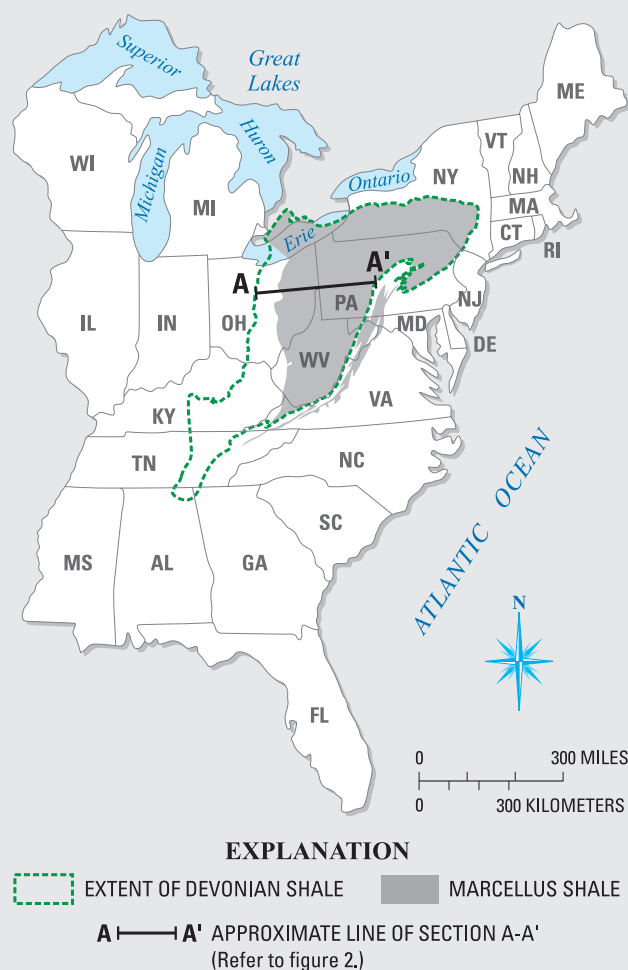 Superior
Great
Lakes
ME
Huron
VT
WI
Michigan
Ontario
NY
NH
MI
MA
CT
Erie
RI
A
A'
PA
NJ
OH
IL
IN
MD
DE
WV
VA
KY
NC
TN
SC
MS
AL
GA
ATLANTIC OCEAN
N
FL
0 300 MILES
0 300 KILOMETERS
EXPLANATION
EXTENT OF DEVONIAN SHALE
MARCELLUS SHALE
A A' APPROXIMATE LINE OF SECTION A-A'
(Refer to figure 2.)